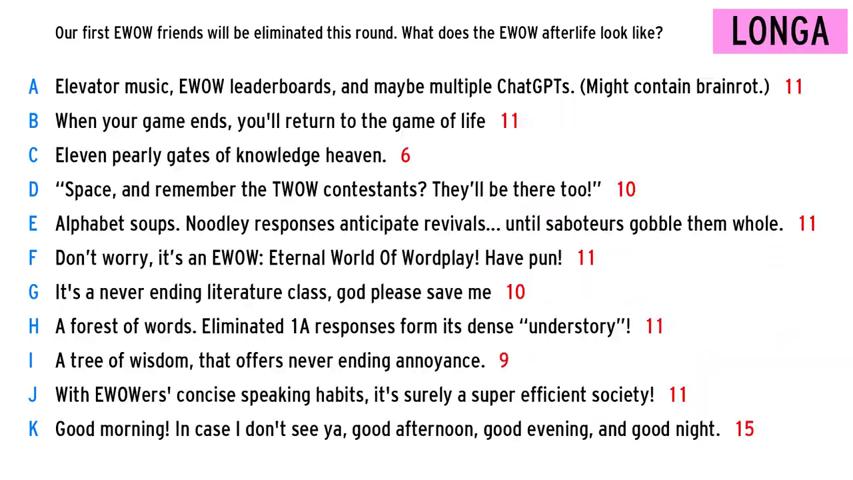 Our first EWOW friends will be eliminated this round. What does the EWOW afterlife look like?
LONGA
A Elevator music, EWOW leaderboards, and maybe multiple ChatGPTs. (Might contain brainrot.) 11
B When your game ends, you'll return to the game of life 11
C Eleven pearly gates of knowledge heaven. 6
D “Space, and remember the TWOW contestants? They’ll be there too!” 10
E Alphabet soups. Noodley responses anticipate revivals... until saboteurs gobble them whole. 11
F Don’t worry, it’s an EWOW: Eternal World Of Wordplay! Have pun! 11
G It's a never ending literature class, god please save me 10
H A forest of words. Eliminated 1A responses form its dense “understory”! 11
I A tree of wisdom, that offers never ending annoyance. 9
J With EWOWers' concise speaking habits, it's surely a super efficient society! 11
K Good morning! In case I don't see ya, good afternoon, good evening, and good night. 15